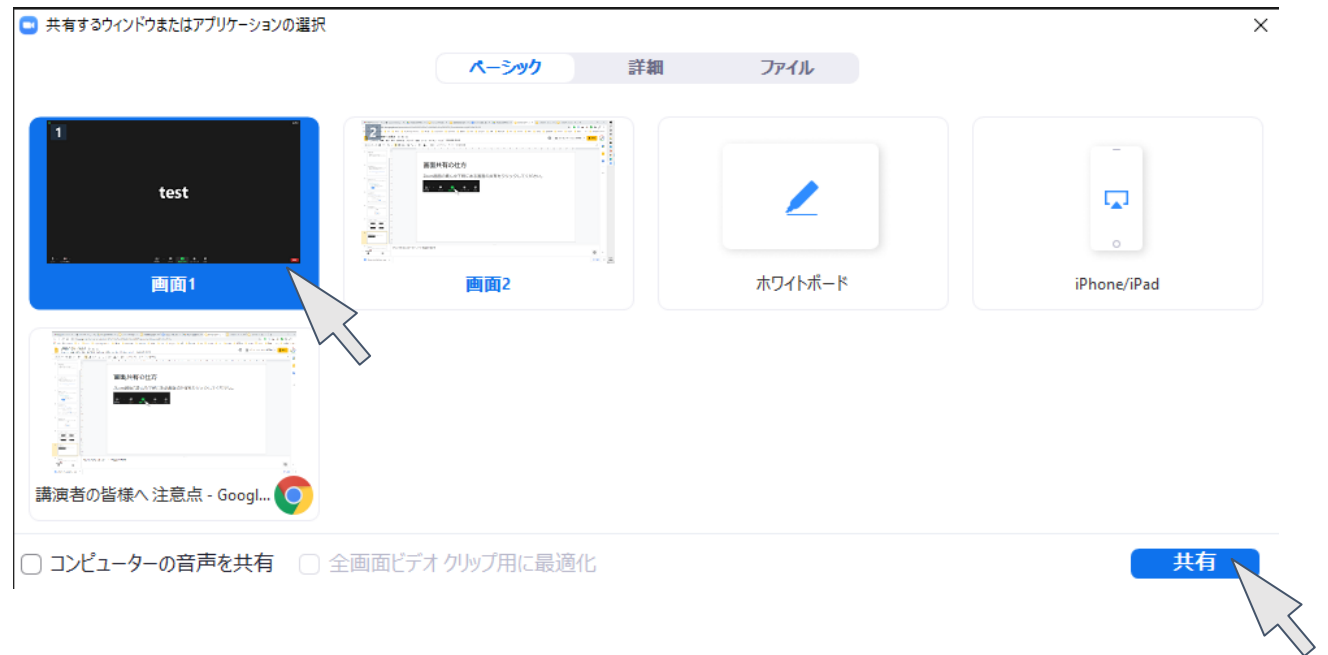 共有するウィンドウまたはアプリケーションの選択
ベーシック
詳細
ファイル
1
test
画面1
2
画面共有の仕方
画面2
ホワイトボード
iPhone/iPad
画面共有の仕方
講演者の皆様へ 注意点 - Googl...
コンピューターの音声を共有
全画面ビデオ クリップ用に最適化
共有